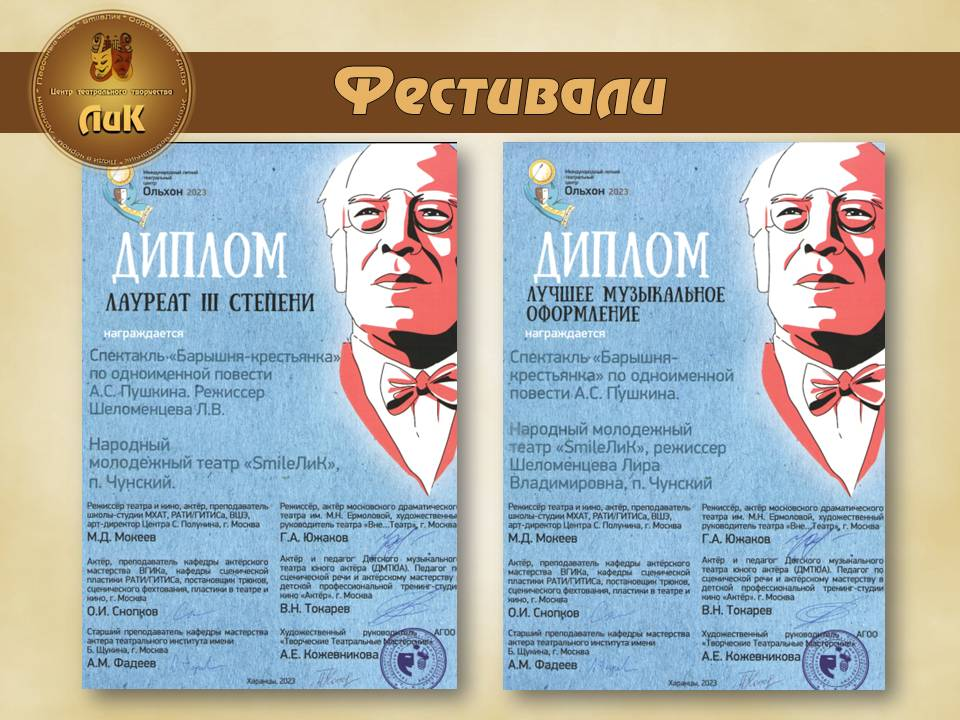 Центр театрального творчества
ЛиК
Фестивали
Международный летний
театральный
центр
Ольхон 2023
ДИПЛОМ
ЛАУРЕАТ III СТЕПЕНИ
награждается
Спектакль «Барышня-крестьянка»
по одноименной повести
А.С. Пушкина. Режиссер
Шеломенцева Л.В.
Народный
молодёжный театр «SmileЛиК»,
п. Чунский.
Режиссёр театра и кино, актёр, преподаватель
школы-студии МХАТ, РАТИ/ГИТИСа, ВШЭ,
арт-директор Центра С. Полунина, г. Москва
М.Д. Мокеев
Режиссёр, актёр московского драматического
театра им. М.Н. Ермоловой, художественный
руководитель театра «Вне...Театр», г. Москва
Г.А. Южаков
Актёр, преподаватель кафедры актёрского
мастерства ВГИКа, кафедры сценической
пластики РАТИ/ГИТИСа, постановщик трюков,
сценического фехтования, пластики в театре и
кино, г. Москва
О.И. Снопков
Актёр и педагог Детского музыкального
театра юного актёра (ДМТЮА). Педагог по
сценической речи и актёрскому мастерству в
детской профессиональной тренинг-студии
кино «Актёр». г. Москва
В.Н. Токарев
Старший преподаватель кафедры мастерства
актера театрального института имени
Б. Щукина, г. Москва
А.М. Фадеев
Художественный руководитель АГОО
«Творческие Театральные Мастерские»
А.Е. Кожевникова
Харанцы, 2023
Международный летний
театральный
центр
Ольхон 2023
ДИПЛОМ
ЛУЧШЕЕ МУЗЫКАЛЬНОЕ
ОФОРМЛЕНИЕ
награждается
Спектакль «Барышня-
крестьянка» по одноименной
повести А.С. Пушкина.
Народный молодежный
театр «SmileЛиК», режиссер
Шеломенцева Лира
Владимировна, п. Чунский
Режиссёр театра и кино, актёр, преподаватель
школы-студии МХАТ, РАТИ/ГИТИСа, ВШЭ,
арт-директор Центра С. Полунина, г. Москва
М.Д. Мокеев
Режиссёр, актёр московского драматического
театра им. М.Н. Ермоловой, художественный
руководитель театра «Вне...Театр», г. Москва
Г.А. Южаков
Актёр, преподаватель кафедры актёрского
мастерства ВГИКа, кафедры сценической
пластики РАТИ/ГИТИСа, постановщик трюков,
сценического фехтования, пластики в театре и
кино, г. Москва
О.И. Снопков
Актёр и педагог Детского музыкального
театра юного актёра (ДМТЮА). Педагог по
сценической речи и актёрскому мастерству в
детской профессиональной тренинг-студии
кино «Актёр». г. Москва
В.Н. Токарев
Старший преподаватель кафедры мастерства
актера театрального института имени
Б. Щукина, г. Москва
А.М. Фадеев
Художественный руководитель АГОО
«Творческие Театральные Мастерские»
А.Е. Кожевникова
Харанцы, 2023